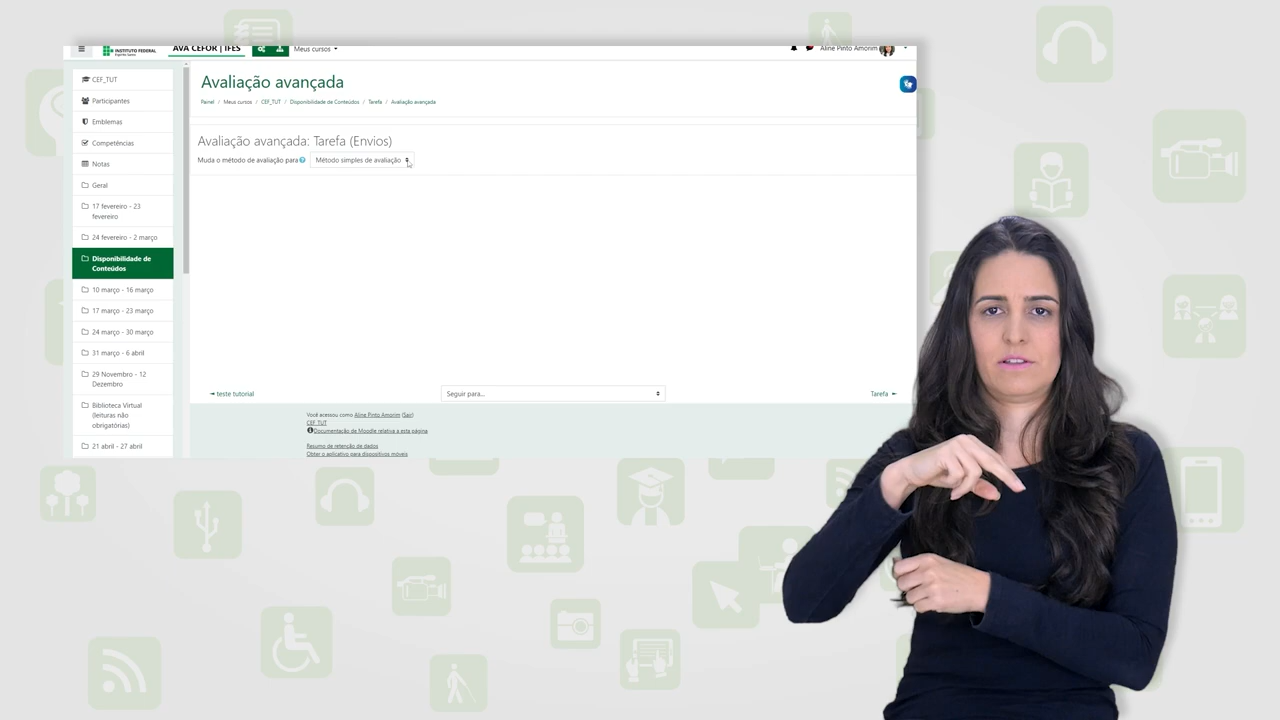 INSTITUTO FEDERAL
Espírito Santo
AVA CEFOR | IFES
Meus cursos
Aline Pinto Amorim
CEF_TUT
Participantes
Emblemas
Competências
Notas
Geral
17 fevereiro - 23
fevereiro
24 fevereiro - 2 março
Disponibilidade de
Conteúdos
10 março - 16 março
17 março - 23 março
24 março - 30 março
31 março - 6 abril
29 Novembro - 12
Dezembro
Biblioteca Virtual
(leituras não
obrigatórias)
21 abril - 27 abril
Avaliação avançada
Painel / Meus cursos / CEF_TUT / Disponibilidade de Conteúdos / Tarefa / Avaliação avançada
Avaliação avançada: Tarefa (Envios)
Muda o método de avaliação para
Método simples de avaliação
◄ teste tutorial
Seguir para...
Tarefa ►
Você acessou como Aline Pinto Amorim (Sair)
CEF_TUT
Documentação de Moodle relativa a esta página
Resumo de retenção de dados
Obter o aplicativo para dispositivos móveis